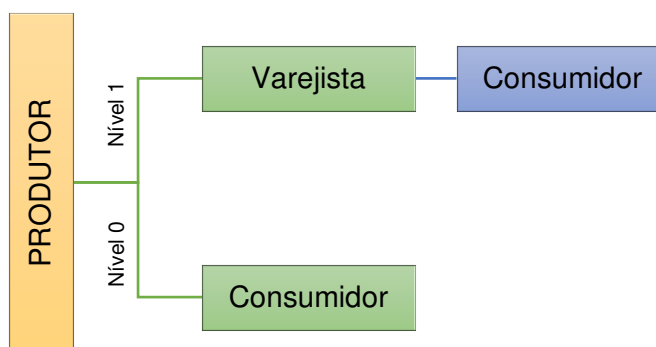 PRODUTOR
Nível 1
Varejista
Consumidor
Nível 0
Consumidor